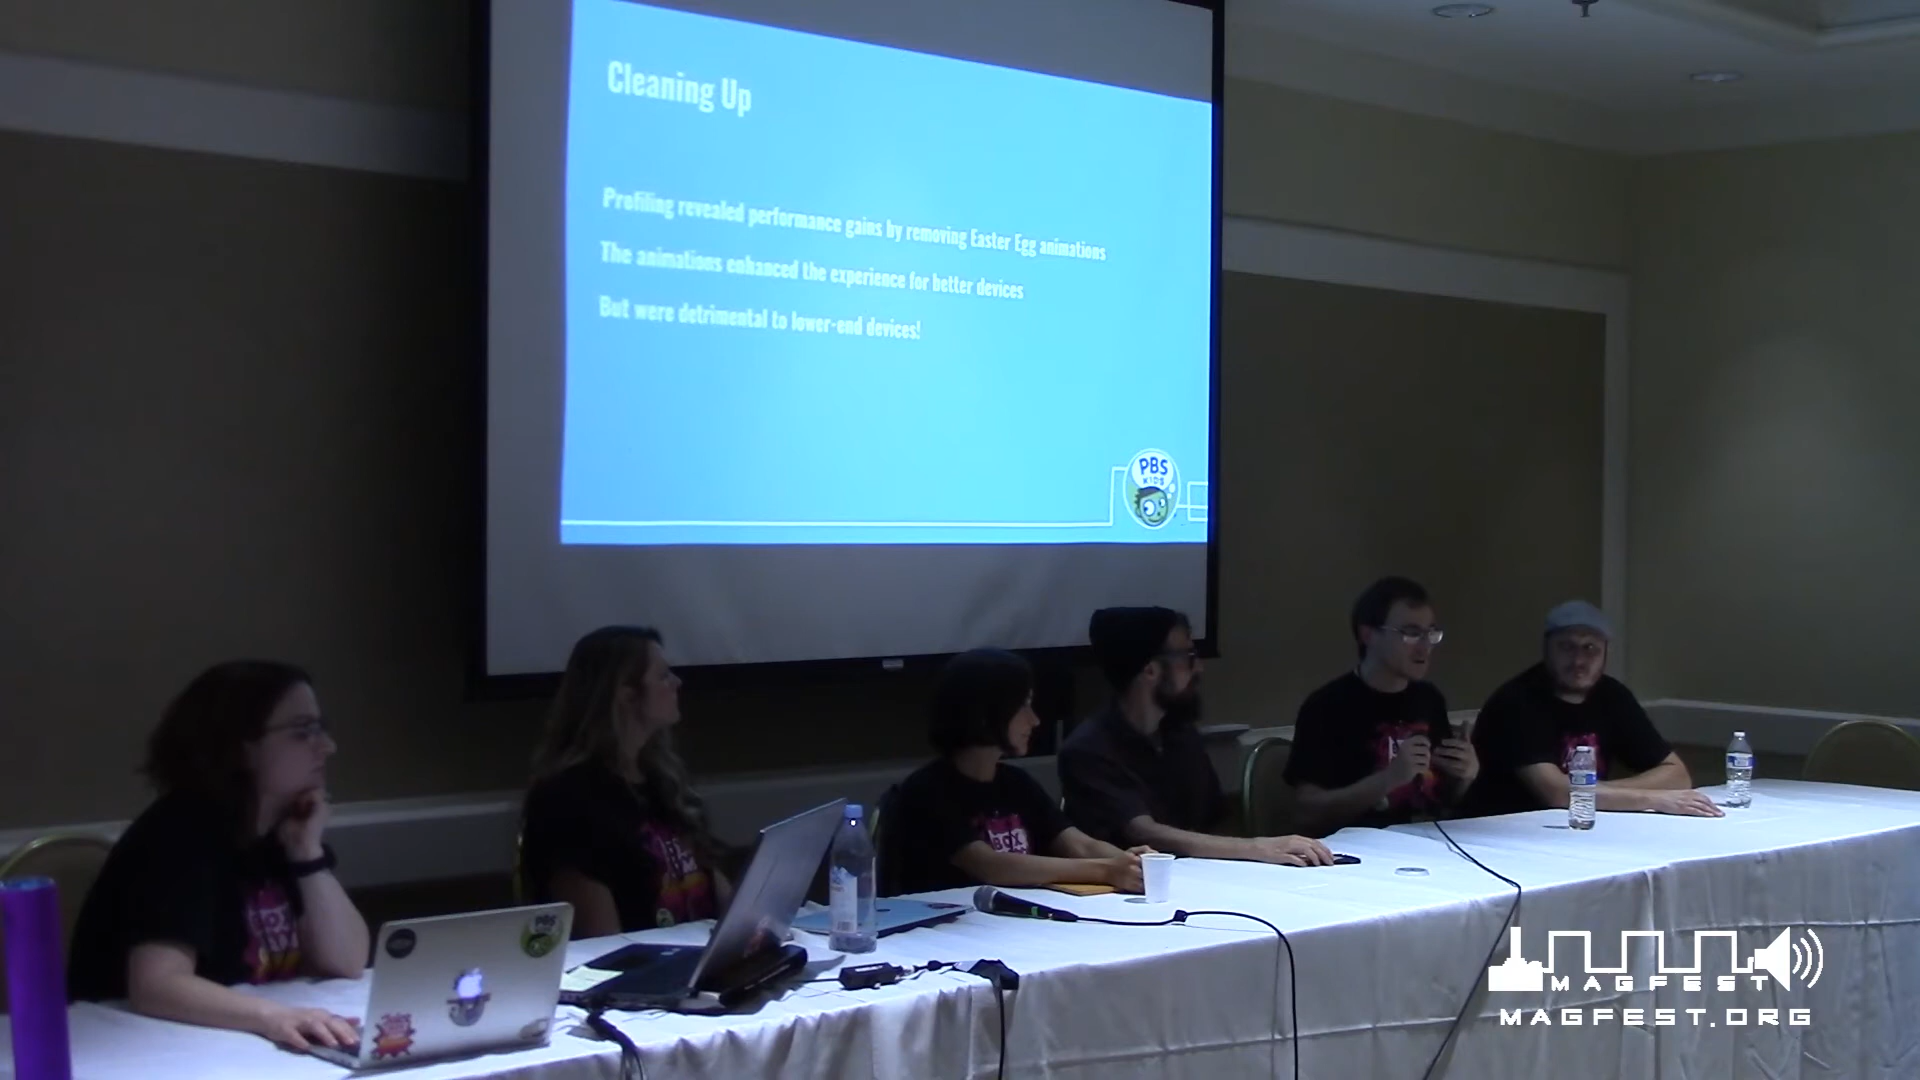 Cleaning Up
Profiling revealed performance gains by removing Easter Egg animations
The animations enhanced the experience for better devices
But were detrimental to lower-end devices!
PBS
KIDS
BOX
MAGFEST
MAGFEST.ORG